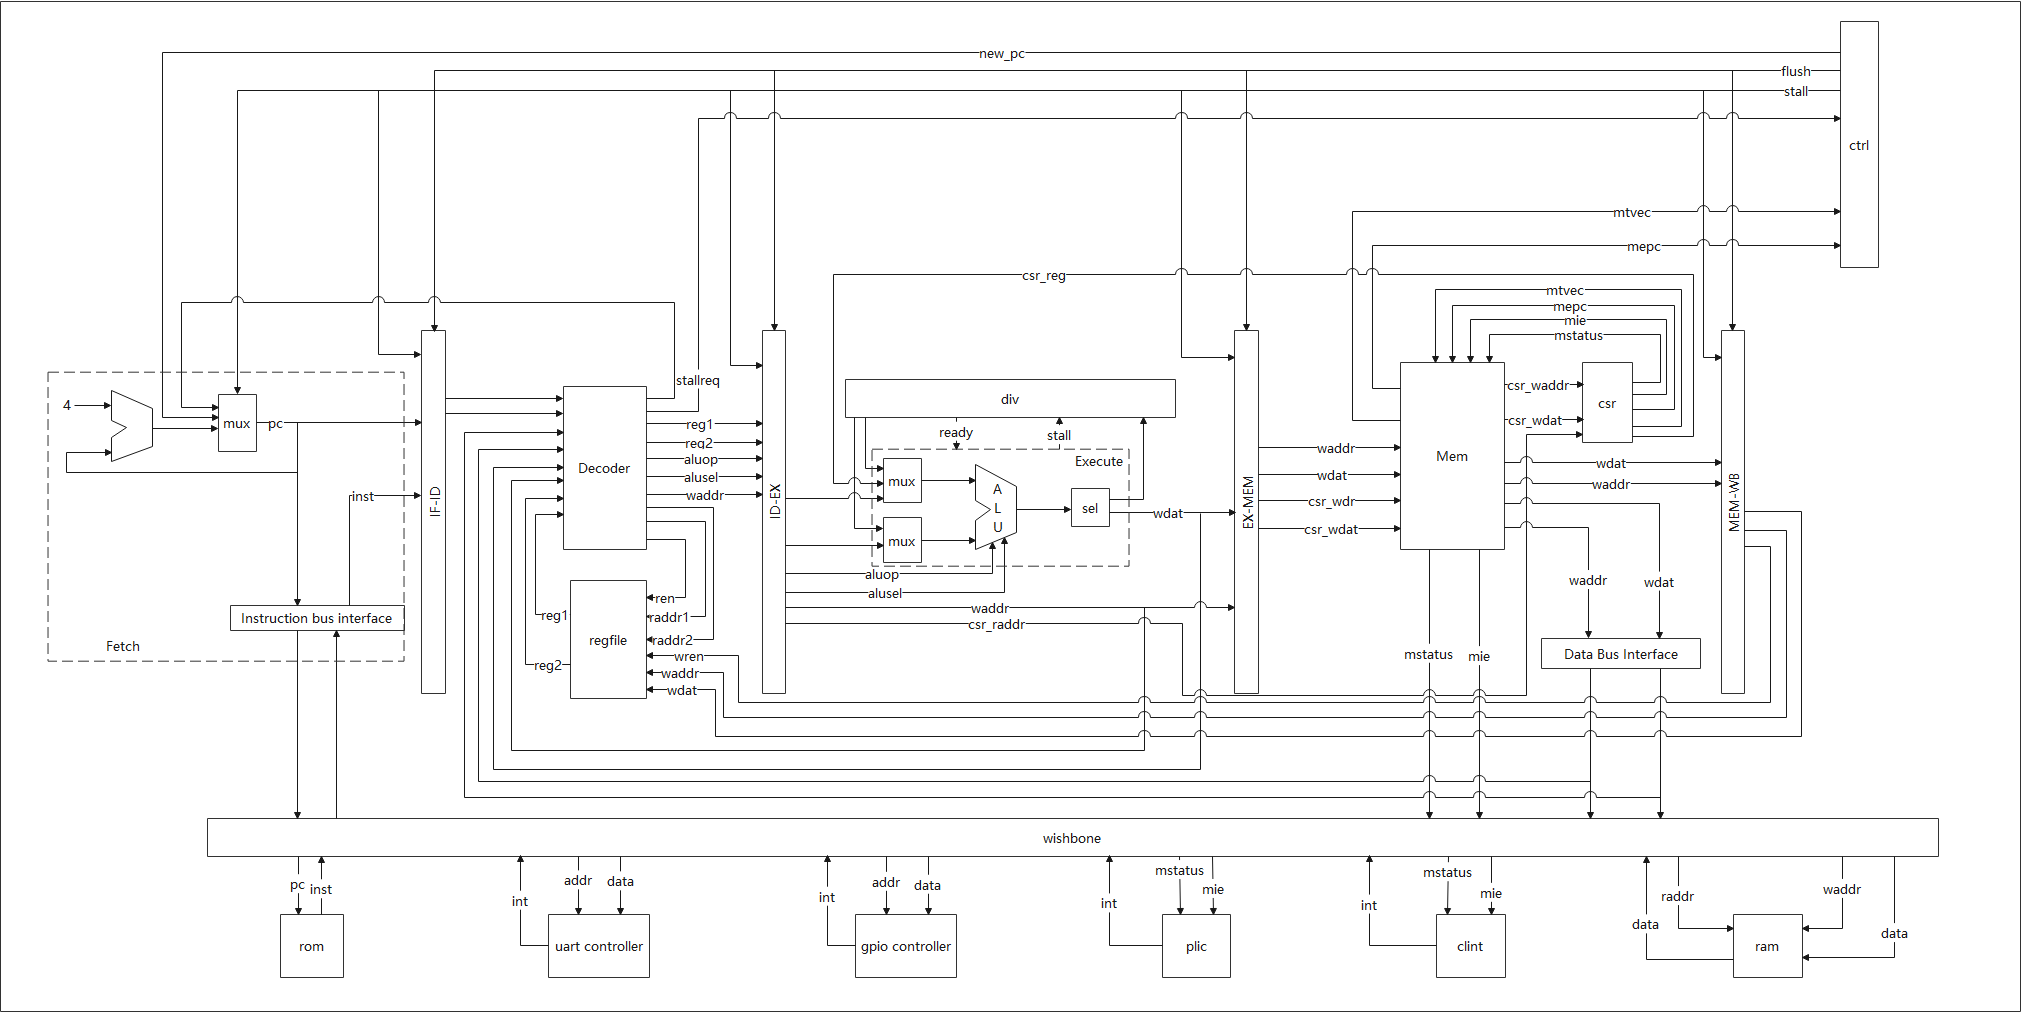 new_pc
flush
stall
ctrl
mtvec
mepc
csr_reg
mtvec
mepc
mie
mstatus
stallreq
div
csr_waddr
csr
csr_wdat
4
mux
pc
reg1
reg2
aluop
alusel
waddr
Decoder
ready
stall
Execute
waddr
wdat
csr_wdr
csr_wdat
Mem
wdat
waddr
inst
IF-ID
ID-EX
mux
A
L
U
sel
mux
wdat
EX-MEM
MEM-WB
aluop
alusel
waddr
csr_raddr
waddr
wdat
Instruction bus interface
Fetch
reg1
reg2
regfile
ren
raddr1
raddr2
wren
waddr
wdat
mstatus
mie
Data Bus Interface
wishbone
pc
inst
int
addr
data
int
addr
data
int
mstatus
mie
int
mstatus
mie
data
raddr
waddr
data
rom
uart controller
gpio controller
plic
clint
ram